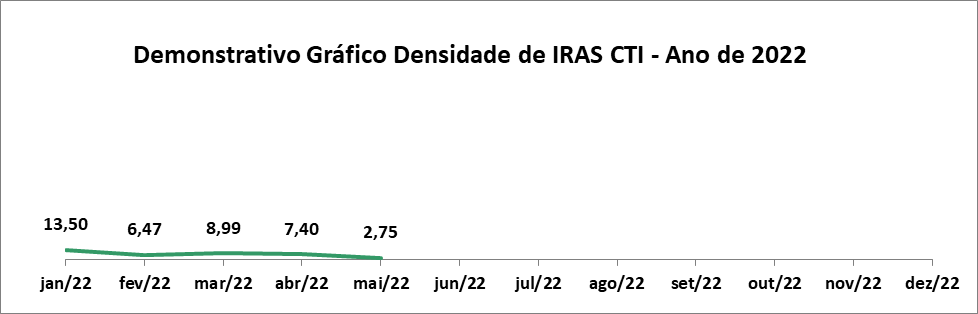 Demonstrativo Gráfico Densidade de IRAS CTI - Ano de 2022
13,50 6,47 8,99 7,40 2,75
jan/22 fev/22 mar/22 abr/22 mai/22 jun/22 jul/22 ago/22 set/22 out/22 nov/22 dez/22